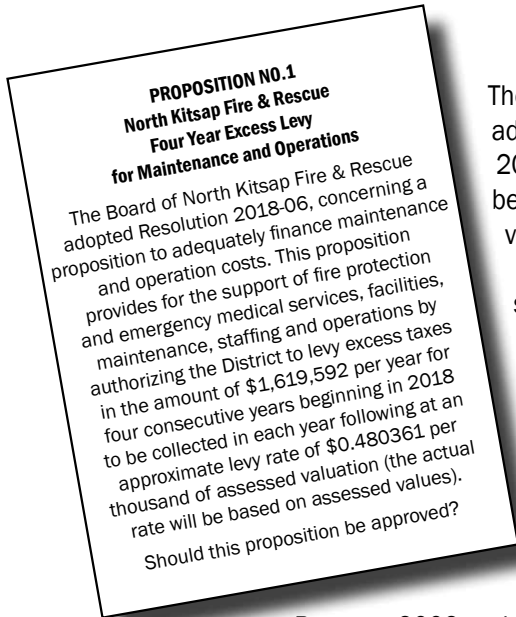 PROPOSITION NO.1
North Kitsap Fire & Rescue
Four Year Excess Levy
for Maintenance and Operations
The Board of North Kitsap Fire & Rescue
adopted Resolution 2018-06, concerning a
proposition to adequately finance maintenance
and operation costs. This proposition
provides for the support of fire protection
and emergency medical services, facilities,
maintenance, staffing and operations by
authorizing the District to levy excess taxes
in the amount of $1,619,592 per year for
four consecutive years beginning in 2018
to be collected in each year following at an
approximate levy rate of $0.480361 per
thousand of assessed valuation (the actual
rate will be based on assessed values).
Should this proposition be approved?